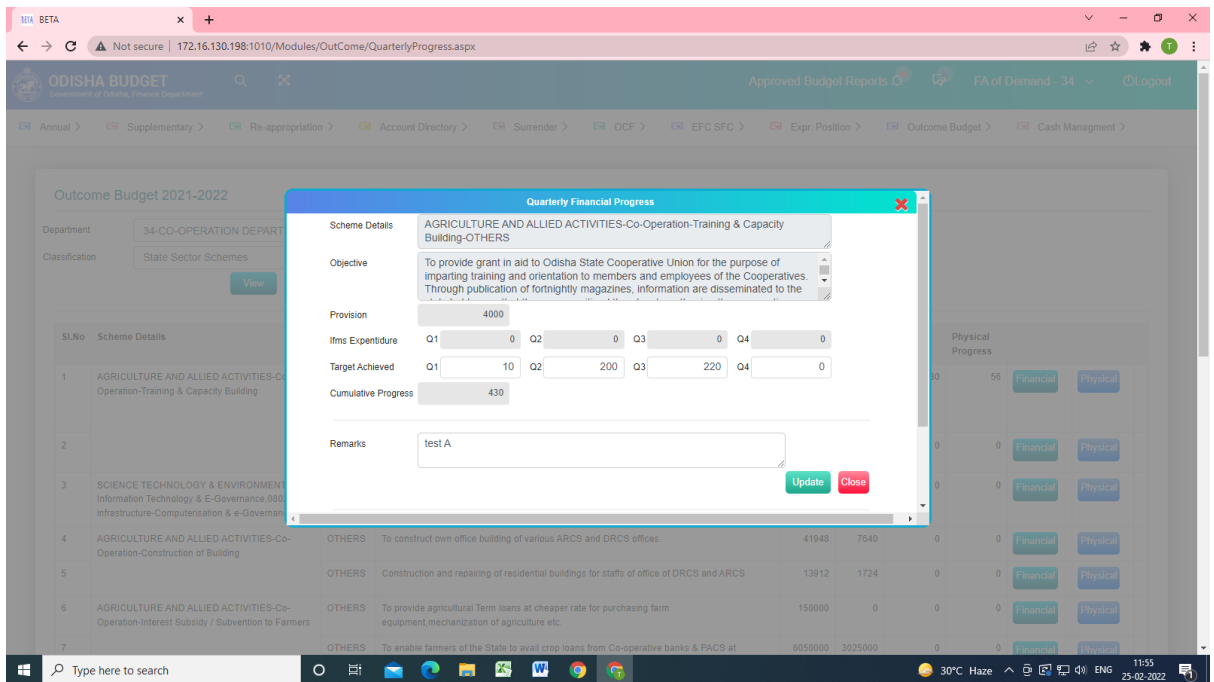 BETA BETA
Not secure 172.16.130.198:1010/Modules/OutCome/QuarterlyProgress.aspx T
ODISHA BUDGET Approved Budget Reports FA of Demand - 34 Logout
Government of Odisha, Finance Department
Annual > Supplementary > Re-appropriation > Account Directory > Surrender > OCF > EFC SFC > Expr. Position > Outcome Budget > Cash Managment >
Outcome Budget 2021-2022
Department 34-CO-OPERATION DEPART
Classification State Sector Schemes
View
Quarterly Financial Progress
Scheme Details AGRICULTURE AND ALLIED ACTIVITIES-Co-Operation-Training & Capacity
Building-OTHERS
Objective To provide grant in aid to Odisha State Cooperative Union for the purpose of
imparting training and orientation to members and employees of the Cooperatives.
Through publication of fortnightly magazines, information are disseminated to the
Provision 4000
Ifms Expentidure Q1 0 Q2 0 Q3 0 Q4 0
Target Achieved Q1 10 Q2 200 Q3 220 Q4 0
Cumulative Progress 430
Remarks test A
Update Close
Sl.No Scheme Details Physical
Progress
1 AGRICULTURE AND ALLIED ACTIVITIES-Co- 56 Financial Physical
Operation-Training & Capacity Building
2 0 0 Financial Physical
3 SCIENCE TECHNOLOGY & ENVIRONMENT 0 0 Financial Physical
Information Technology & E-Governance,080
infrastructure-Computerisation & e-Governan
4 AGRICULTURE AND ALLIED ACTIVITIES-Co- OTHERS To construct own office building of various ARCS and DRCS offices. 41948 7640 0 0 Financial Physical
Operation-Construction of Building
5 OTHERS Construction and repairing of residential buildings for staffs of office of DRCS and ARCS 13912 1724 0 0 Financial Physical
6 AGRICULTURE AND ALLIED ACTIVITIES-Co- OTHERS To provide agricultural Term loans at cheaper rate for purchasing farm 150000 0 0 0 Financial Physical
Operation-Interest Subsidy / Subvention to Farmers equipment,mechanization of agriculture etc.
7 OTHERS To enable farmers of the State to avail crop loans from Co-operative banks & PACS at 6050000 3025000 0 0 Financial Physical
Type here to search 30°C Haze ENG 11:55
25-02-2022